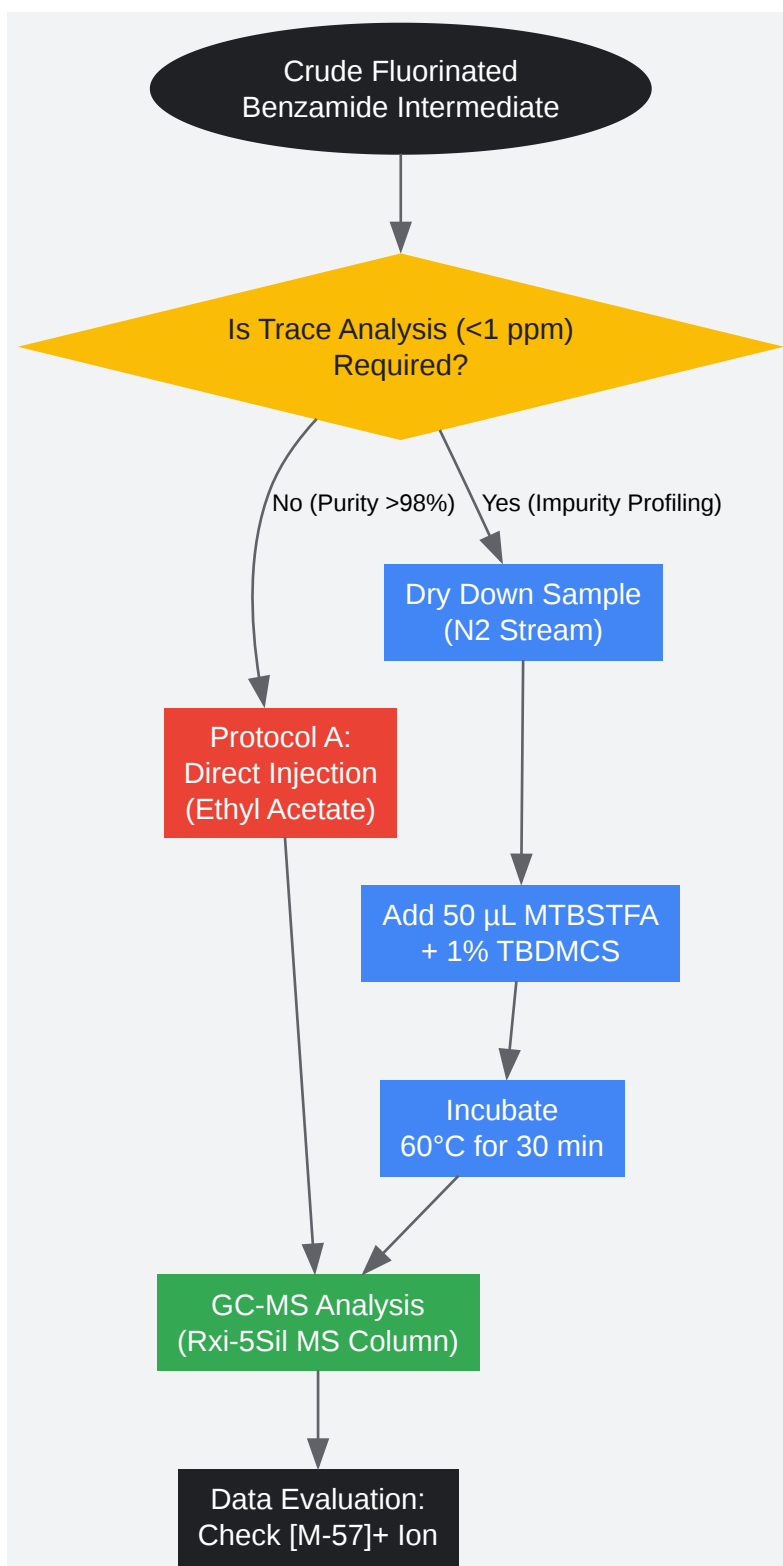 Crude Fluorinated
Benzamide Intermediate
Is Trace Analysis (<1 ppm)
Required?
No (Purity >98%)
Yes (Impurity Profiling)
Dry Down Sample
(N2 Stream)
Protocol A:
Direct Injection
(Ethyl Acetate)
Add 50 µL MTBSTFA
+ 1% TBDMCS
Incubate
60°C for 30 min
GC-MS Analysis
(Rxi-5Sil MS Column)
Data Evaluation:
Check [M-57]+ Ion